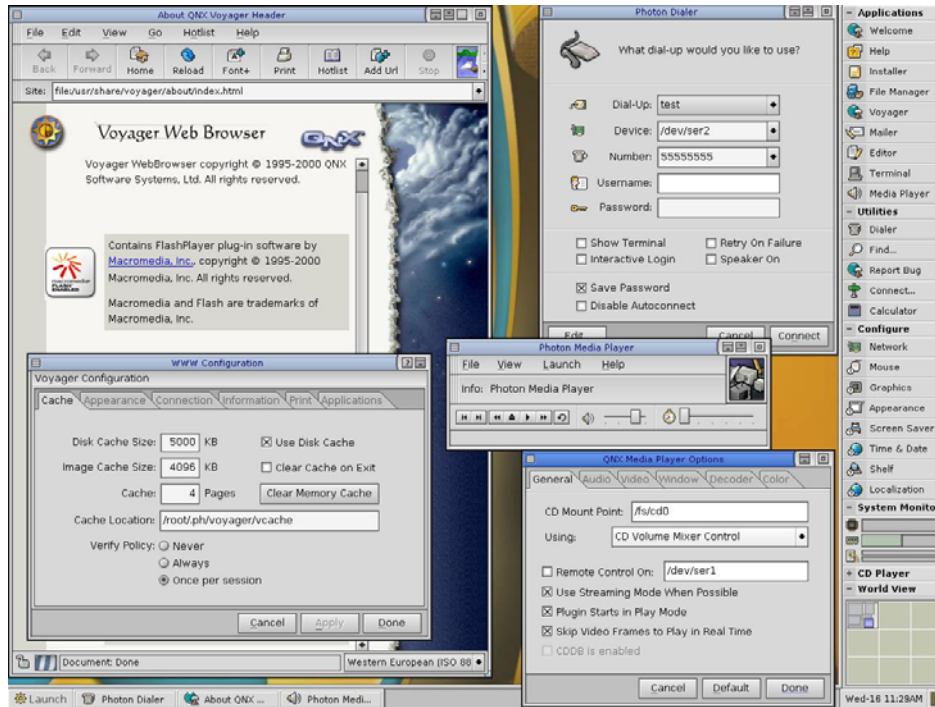 About QNX Voyager Header
File Edit View Go Hotlist Help
Back Forward Home Reload Font+ Print Hotlist Add Url Stop
Site: file:/usr/share/voyager/about/index.html
Voyager Web Browser
QNX
Voyager WebBrowser copyright © 1995-2000 QNX
Software Systems, Ltd. All rights reserved.
Contains FlashPlayer plug-in software by
Macromedia, Inc., copyright © 1995-2000
Macromedia, Inc. All rights reserved.
Macromedia and Flash are trademarks of
Macromedia, Inc.
Document: Done
Western European (ISO 88
WWW Configuration
Voyager Configuration
Cache Appearance Connection Information Print Applications
Disk Cache Size: 5000 KB Use Disk Cache
Image Cache Size: 4096 KB Clear Cache on Exit
Cache: 4 Pages Clear Memory Cache
Cache Location: /root/.ph/voyager/vcache
Verify Policy: Never
Always
Once per session
Cancel Apply Done
Photon Dialer
What dial-up would you like to use?
Dial-Up: test
Device: /dev/ser2
Number: 55555555
Username:
Password:
Show Terminal Retry On Failure
Interactive Login Speaker On
Save Password
Disable Autoconnect
Edit Cancel Connect
Photon Media Player
File View Launch Help
Info: Photon Media Player
QNX Media Player Options
General Audio Video Window Decoder Color
CD Mount Point: /fs/cd0
Using: CD Volume Mixer Control
Remote Control On: /dev/ser1
Use Streaming Mode When Possible
Plugin Starts in Play Mode
Skip Video Frames to Play in Real Time
CDDB is enabled
Cancel Default Done
- Applications
Welcome
Help
Installer
File Manager
Voyager
Mailer
Editor
Terminal
Media Player
- Utilities
Dialer
Find...
Report Bug
Connect...
Calculator
- Configure
Network
Mouse
Graphics
Appearance
Screen Saver
Time & Date
Shelf
Localization
- System Monito
+ CD Player
- World View
Launch Photon Dialer About QNX ... Photon Medi... Wed-16 11:29AM